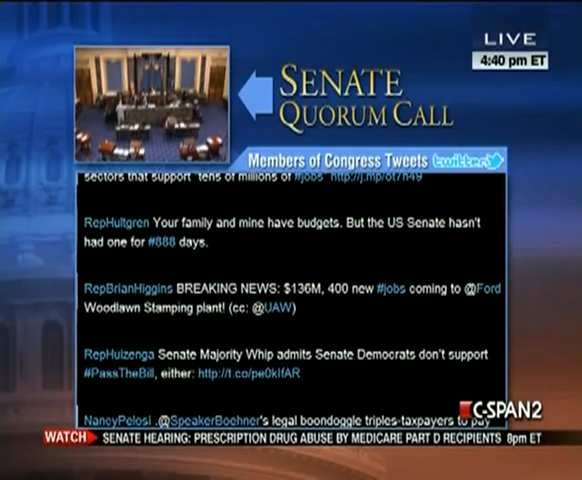 LIVE
4:40 pm ET
SENATE
QUORUM CALL
Members of Congress Tweets twitter
sectors that support "tens of millions of #jobs" http://j.mp/ot7n49
RepHultgren Your family and mine have budgets. But the US Senate hasn't
had one for #888 days.
RepBrianHiggins BREAKING NEWS: $136M, 400 new #jobs coming to @Ford
Woodlawn Stamping plant! (cc: @UAW)
RepHuizenga Senate Majority Whip admits Senate Democrats don't support
#PassTheBill, either: http://t.co/pe0kIfAR
NancyPelosi .@SpeakerBoehner's legal boondoggle triples-taxpayers to pay
C-SPAN2
WATCH SENATE HEARING: PRESCRIPTION DRUG ABUSE BY MEDICARE PART D RECIPIENTS 8pm ET